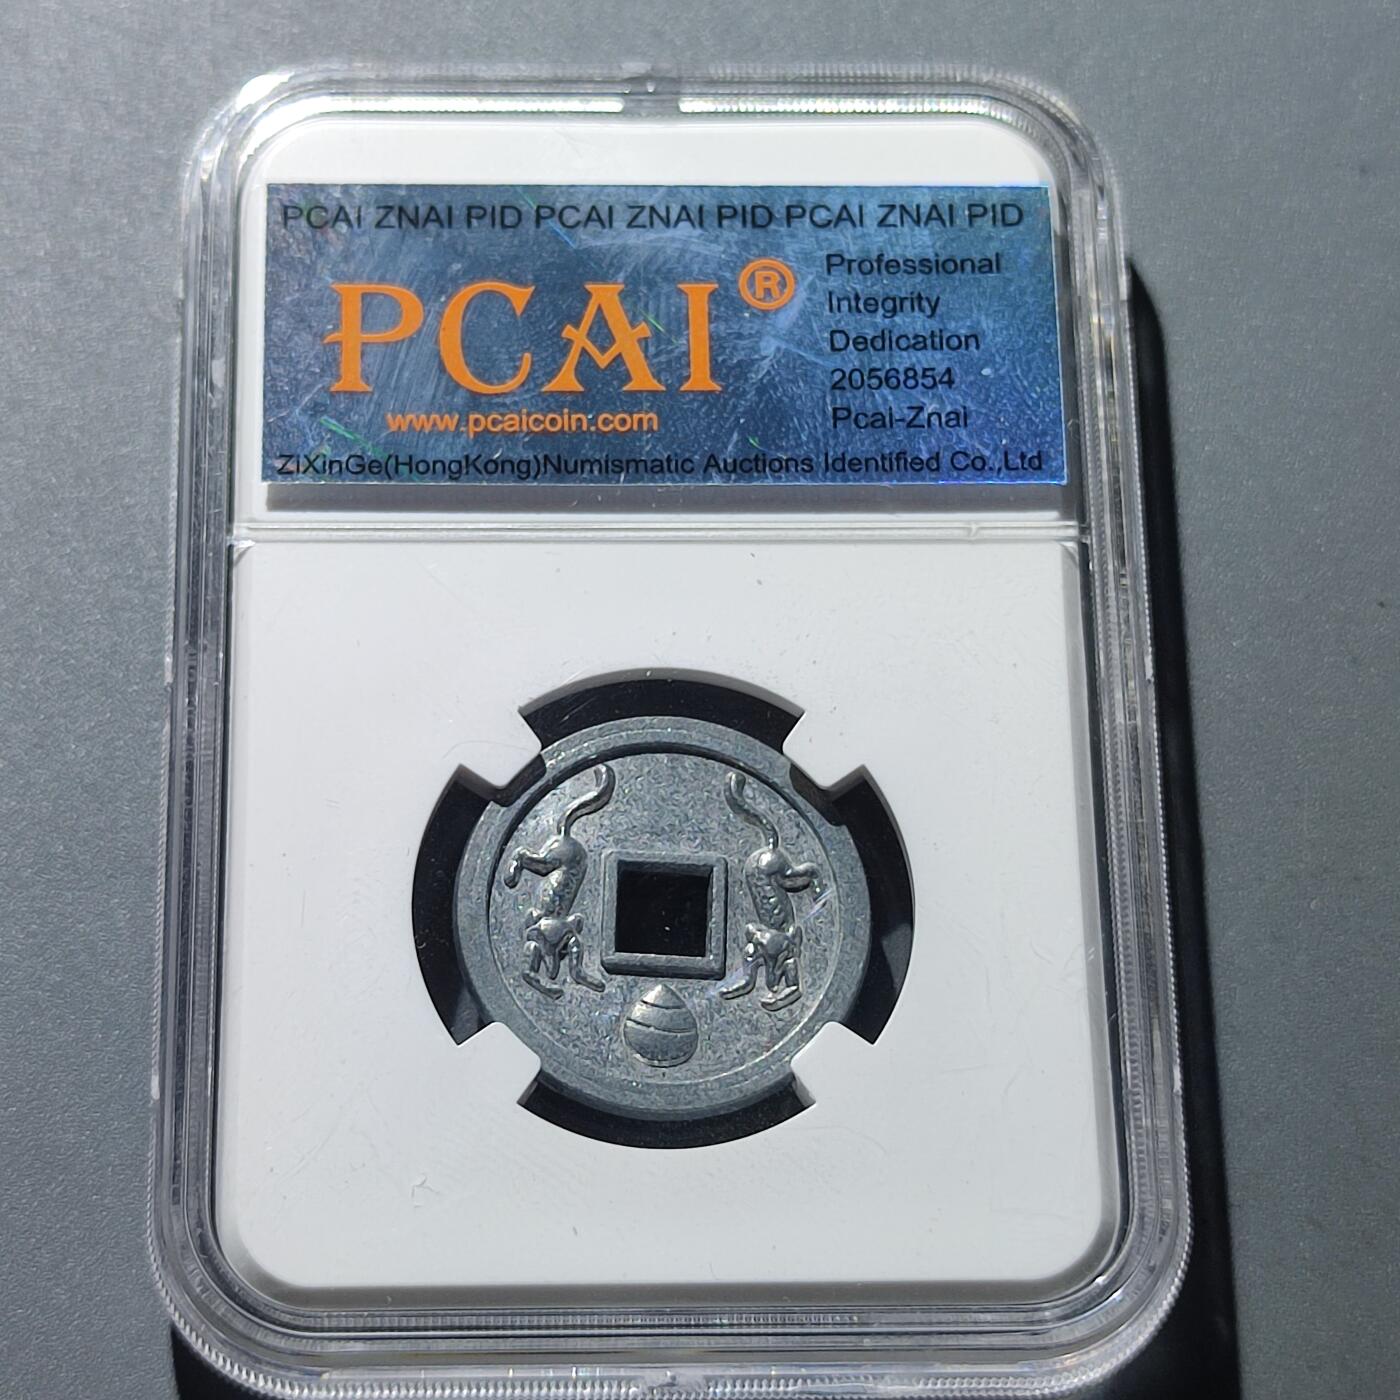 PCAI ZNAI PID PCAI ZNAI PID PCAI ZNAI PID
PCAI®
www.pcaicoin.com
Professional
Integrity
Dedication
2056854
Pcai-Znai
ZiXinGe(HongKong)Numismatic Auctions Identified Co.,Ltd